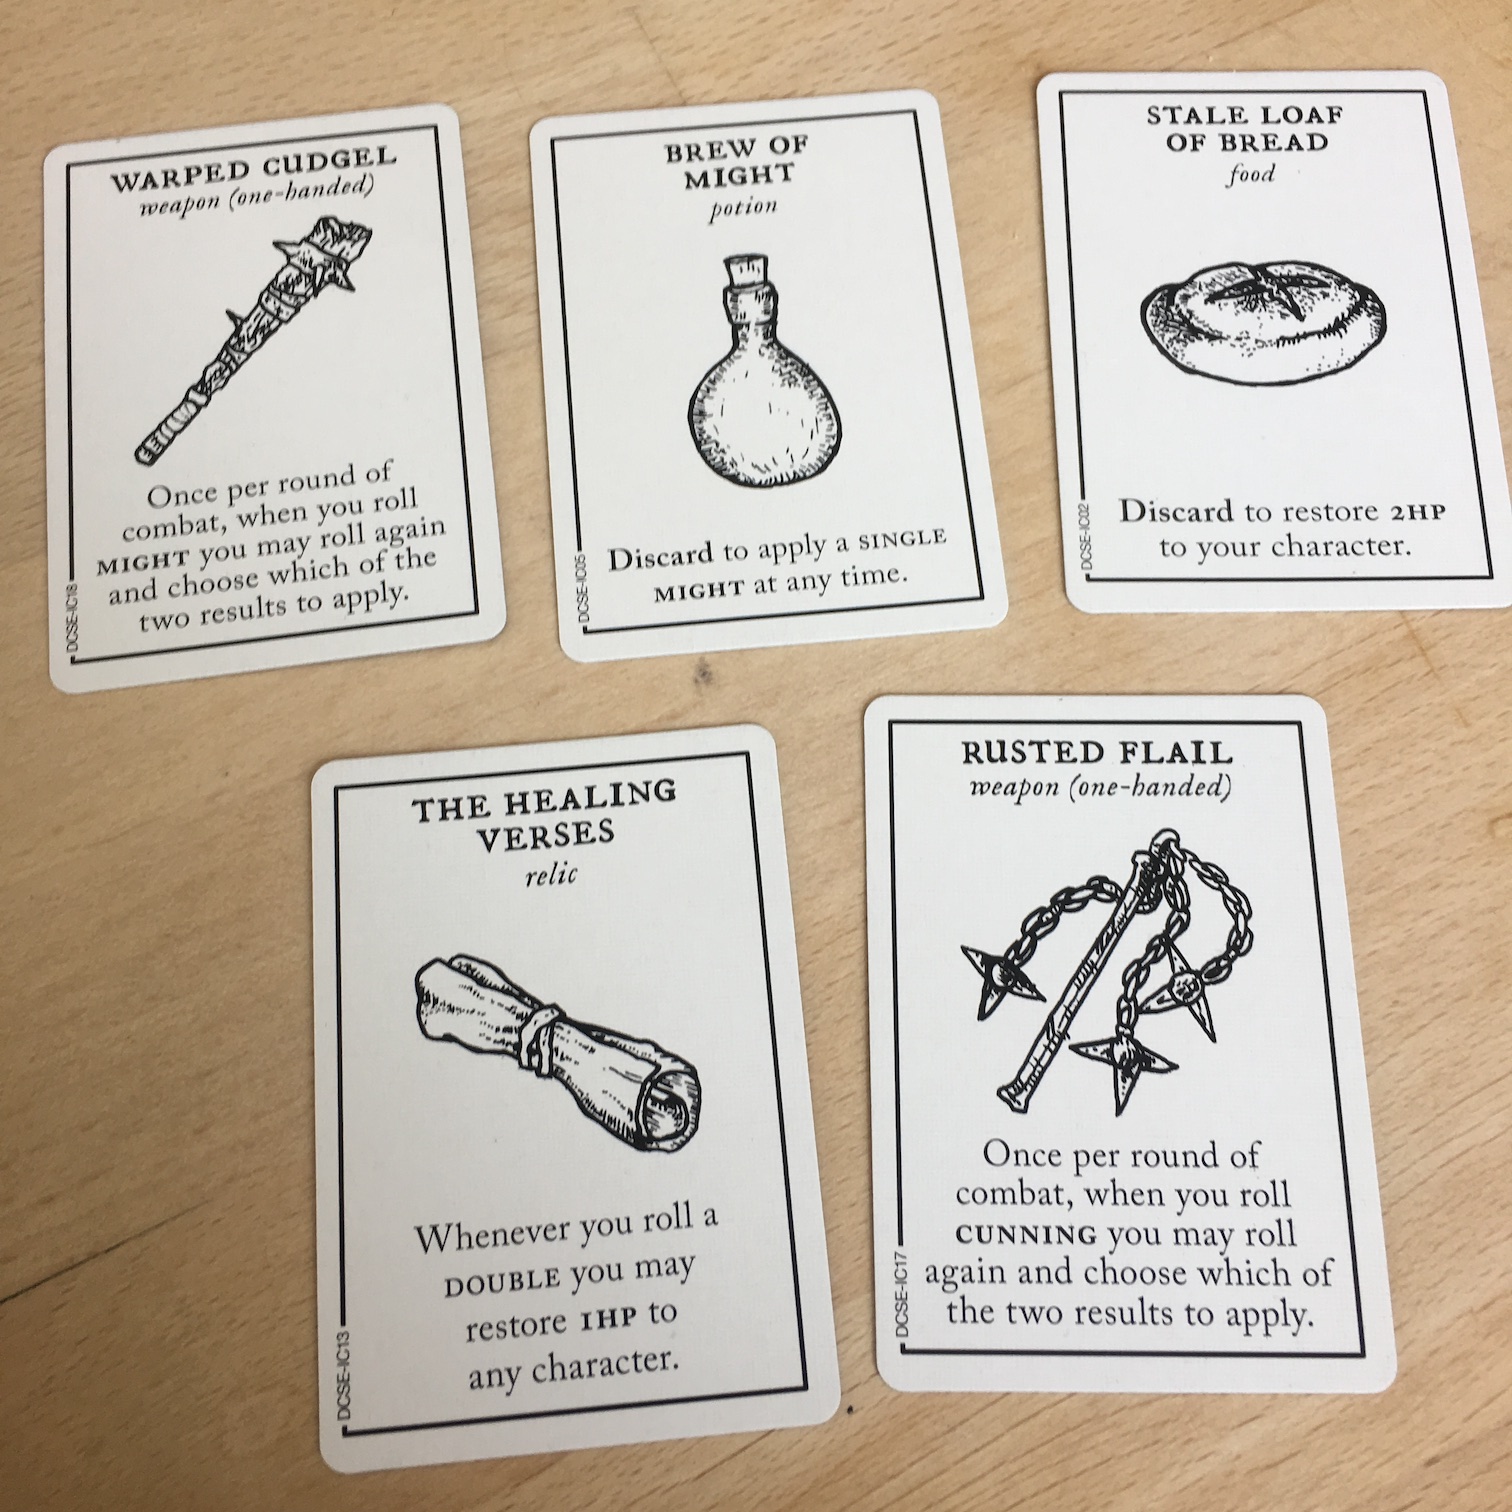 WARPED CUDGEL
weapon (one-handed)
Once per round of
combat, when you roll
MIGHT you may roll again
and choose which of the
two results to apply.
DCSE-IC18
BREW OF
MIGHT
potion
Discard to apply a SINGLE
MIGHT at any time.
DCSE-IC05
STALE LOAF
OF BREAD
food
Discard to restore 2HP
to your character.
DCSE-IC02
THE HEALING
VERSES
relic
Whenever you roll a
DOUBLE you may
restore 1HP to
any character.
DCSE-IC13
RUSTED FLAIL
weapon (one-handed)
Once per round of
combat, when you roll
CUNNING you may roll
again and choose which of
the two results to apply.
DCSE-IC17